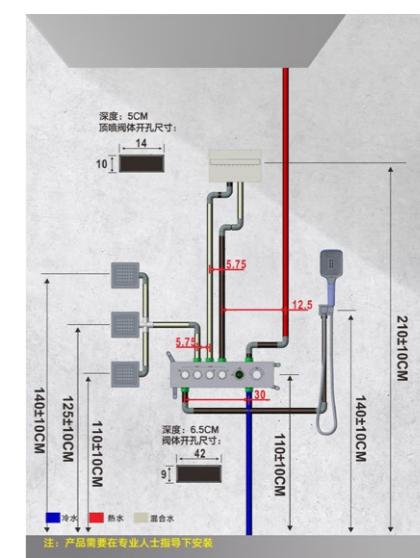 深度：5CM
顶喷阀体开孔尺寸：
14
10
5.75
12.5
5.75
30
深度：6.5CM
阀体开孔尺寸：
42
9
140±10CM
125±10CM
110±10CM
110±10CM
140±10CM
210±10CM
冷水
热水
混合水
注：产品需要在专业人士指导下安装